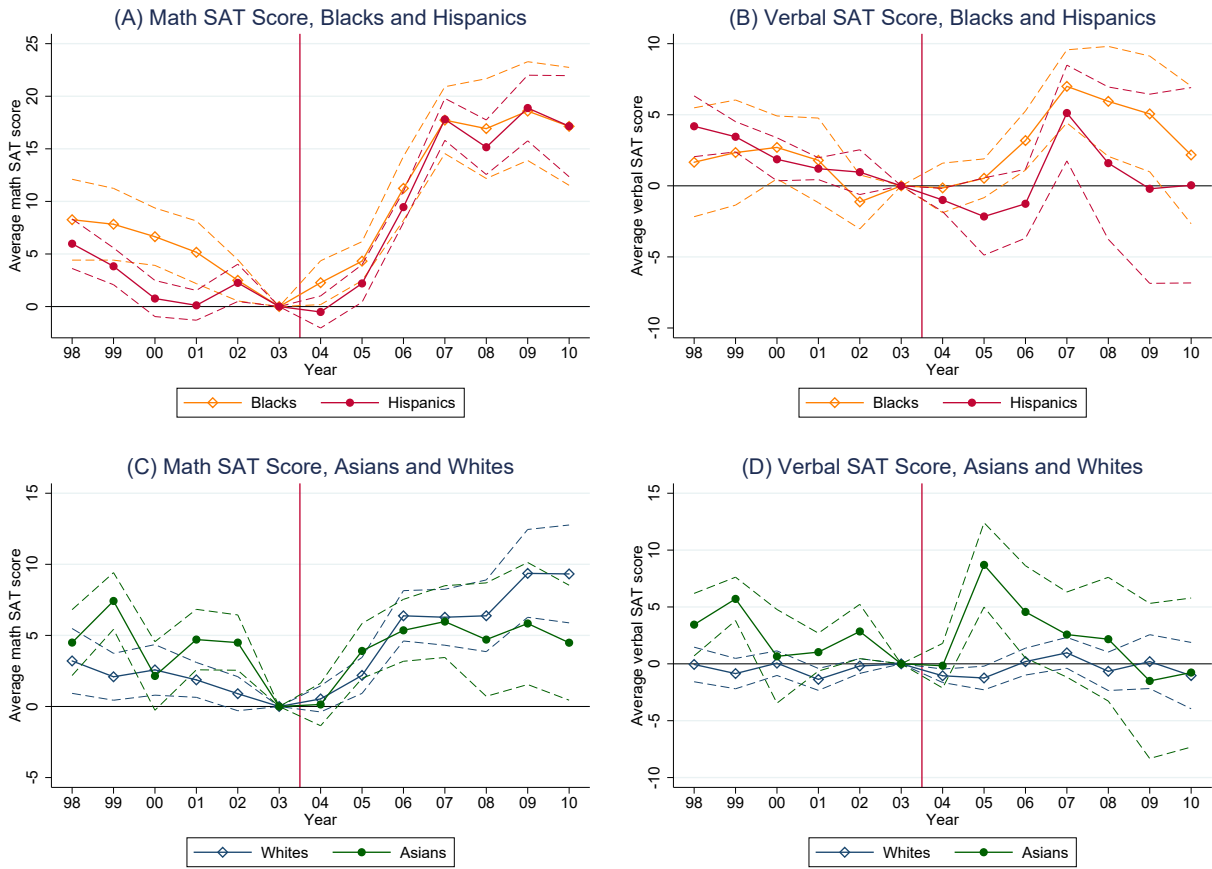 (A) Math SAT Score, Blacks and Hispanics
Average math SAT score
25
20
15
10
5
0
98 99 00 01 02 03 04 05 06 07 08 09 10
Year
Blacks Hispanics
(B) Verbal SAT Score, Blacks and Hispanics
Average verbal SAT score
10
5
0
-5
-10
98 99 00 01 02 03 04 05 06 07 08 09 10
Year
Blacks Hispanics
(C) Math SAT Score, Asians and Whites
Average math SAT score
15
10
5
0
-5
98 99 00 01 02 03 04 05 06 07 08 09 10
Year
Whites Asians
(D) Verbal SAT Score, Asians and Whites
Average verbal SAT score
15
10
5
0
-5
-10
98 99 00 01 02 03 04 05 06 07 08 09 10
Year
Whites Asians